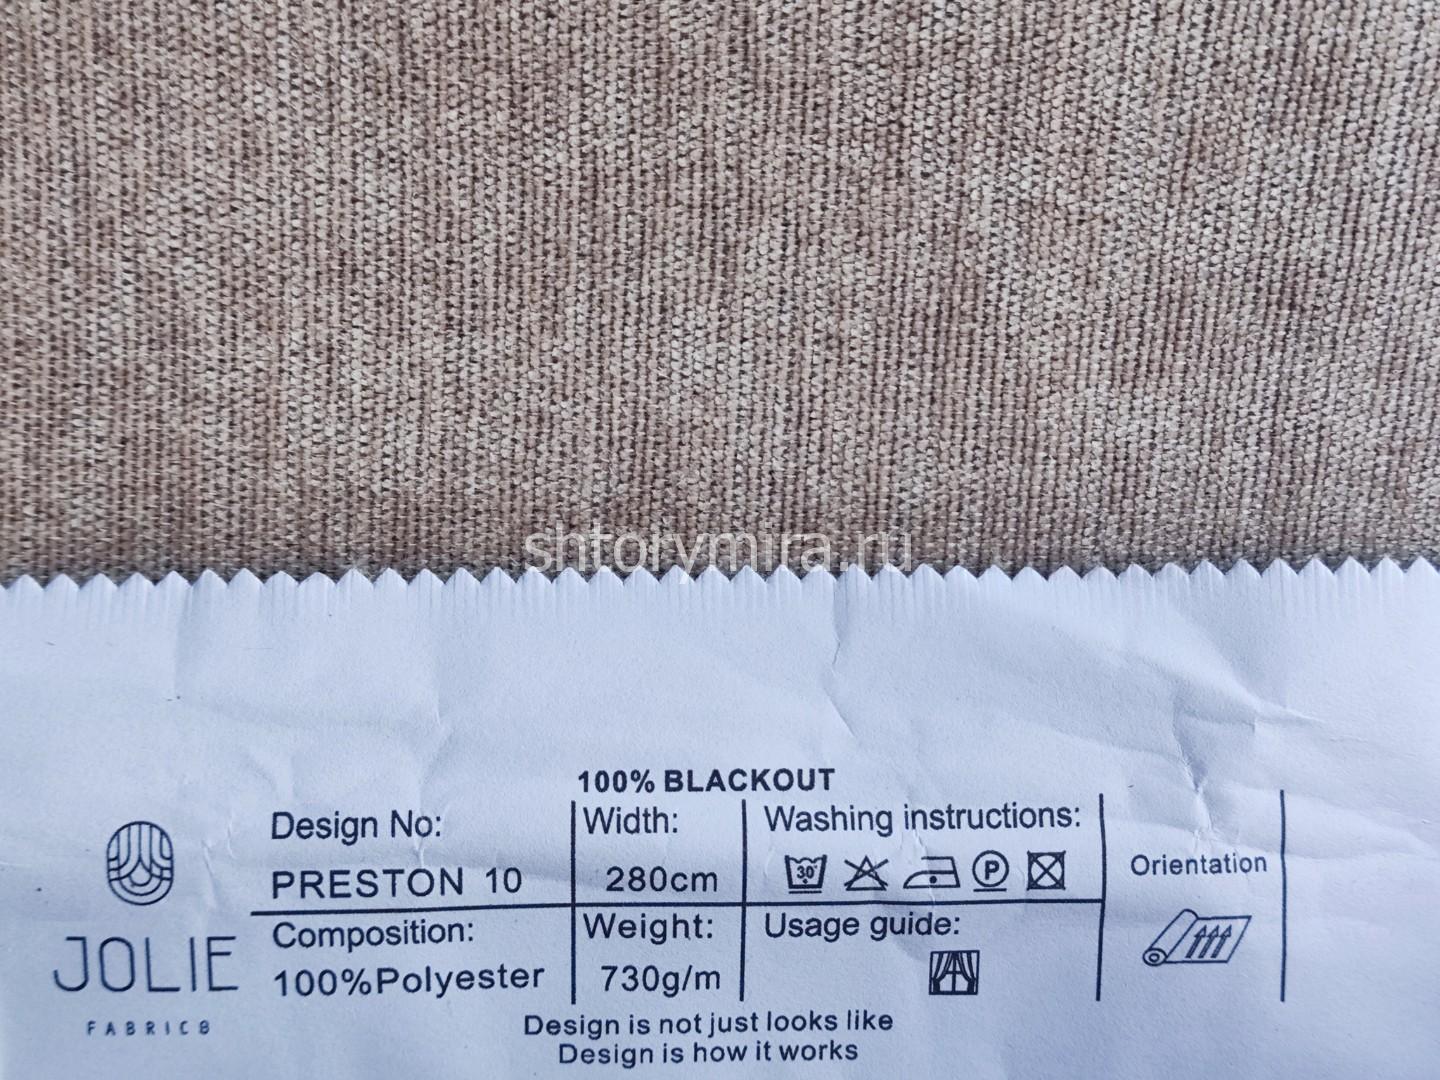 shtorymira.ru
100% BLACKOUT
Design No:
PRESTON 10
Width:
280cm
Washing instructions:
30°
P
Orientation
Composition:
100%Polyester
Weight:
730g/m
Usage guide:
JOLIE
FABRICS
Design is not just looks like
Design is how it works